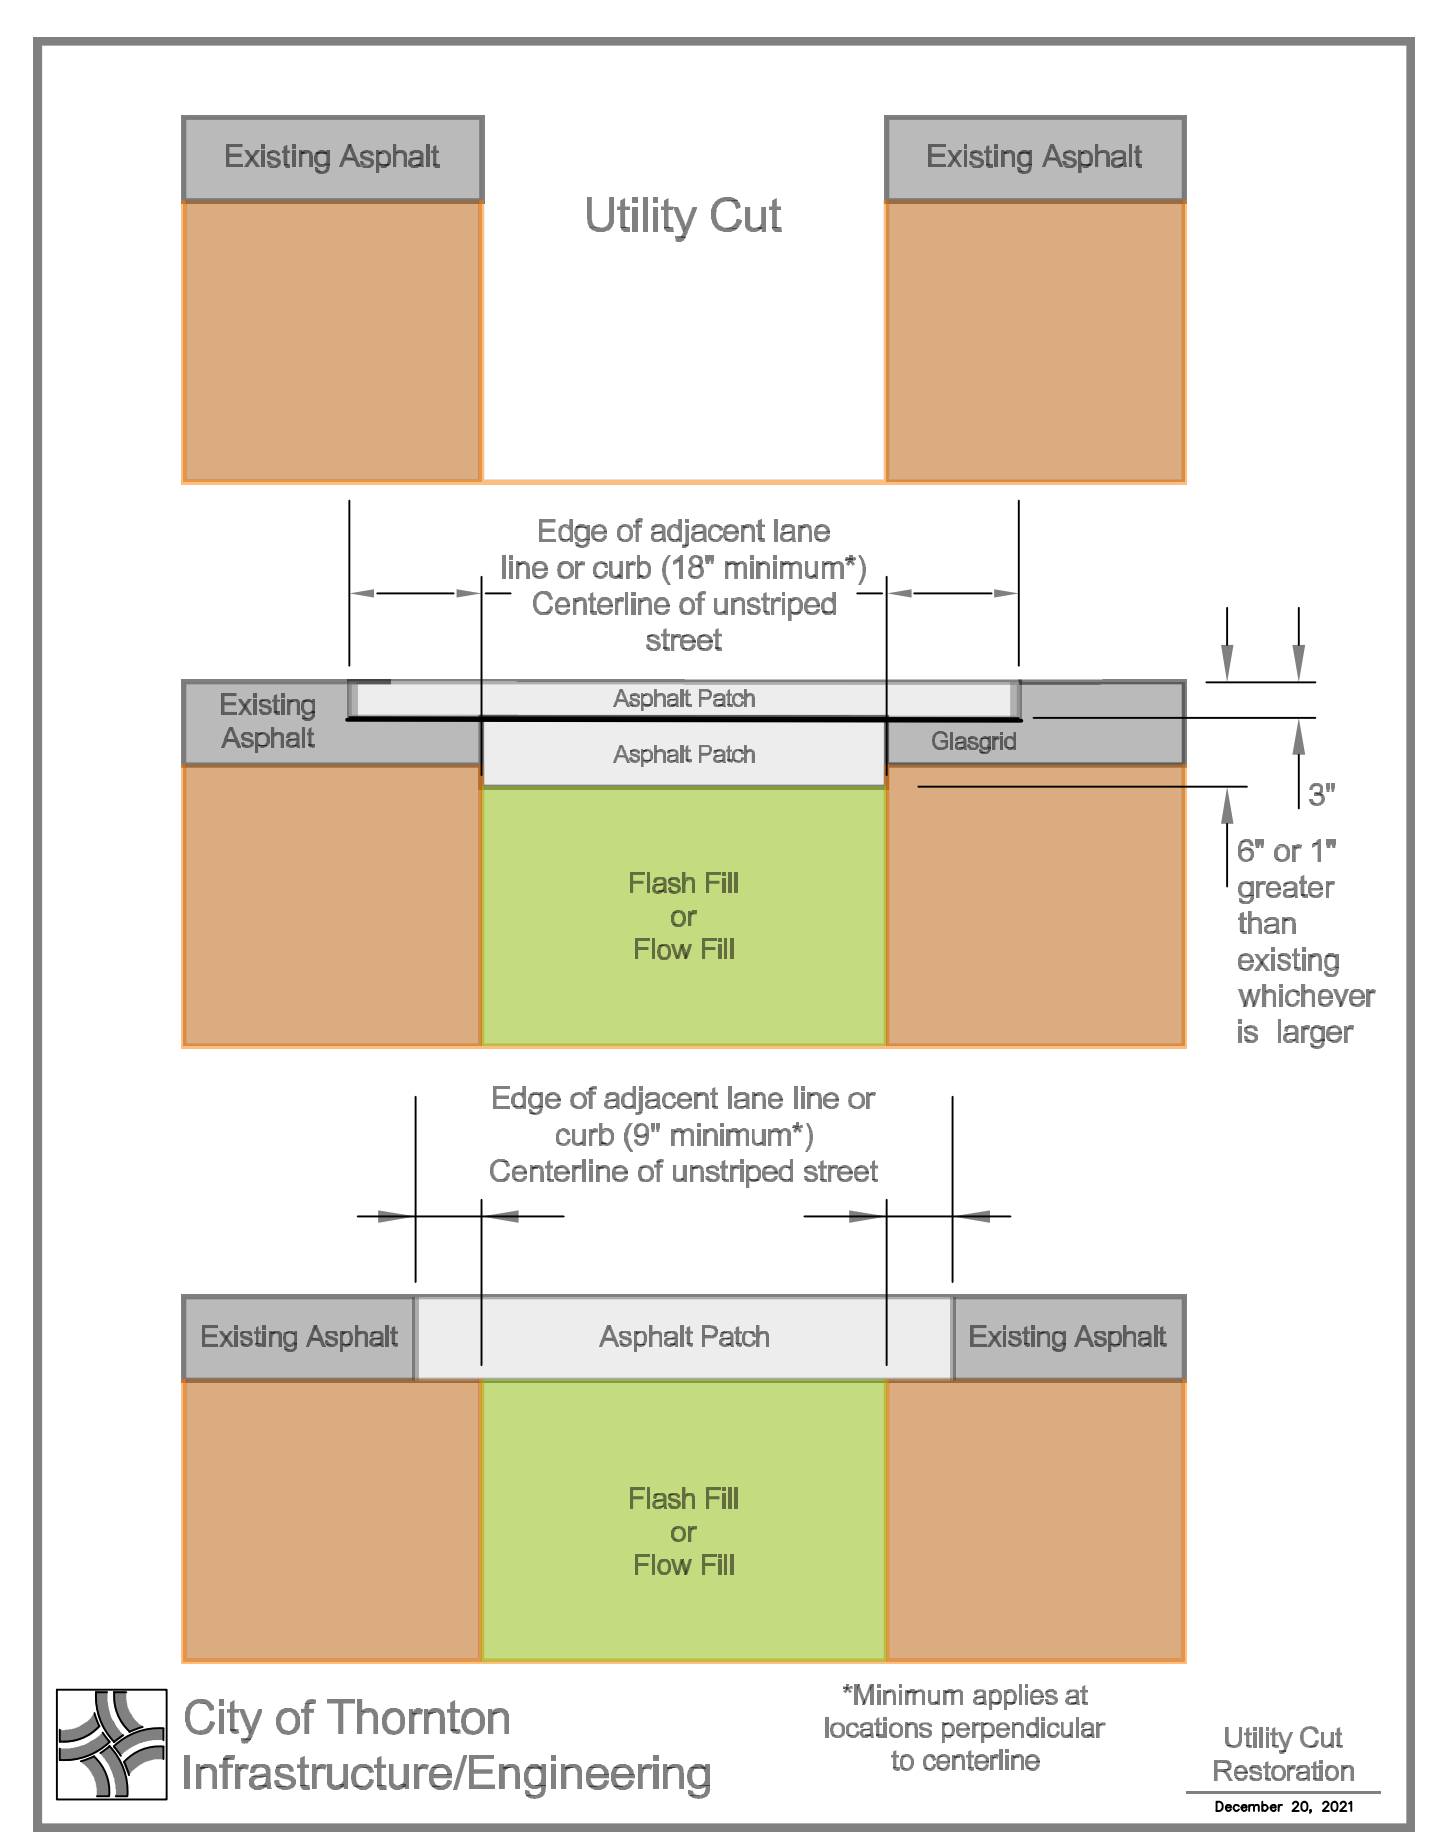 Existing Asphalt
Existing Asphalt
Utility Cut
Edge of adjacent lane
line or curb (18" minimum*)
Centerline of unstriped
street
Existing
Asphalt
Asphalt Patch
Asphalt Patch
Glasgrid
3"
6" or 1"
greater
than
existing
whichever
is larger
Flash Fill
or
Flow Fill
Edge of adjacent lane line or
curb (9" minimum*)
Centerline of unstriped street
Existing Asphalt
Asphalt Patch
Existing Asphalt
Flash Fill
or
Flow Fill
City of Thornton
Infrastructure/Engineering
*Minimum applies at
locations perpendicular
to centerline
Utility Cut
Restoration
December 20, 2021